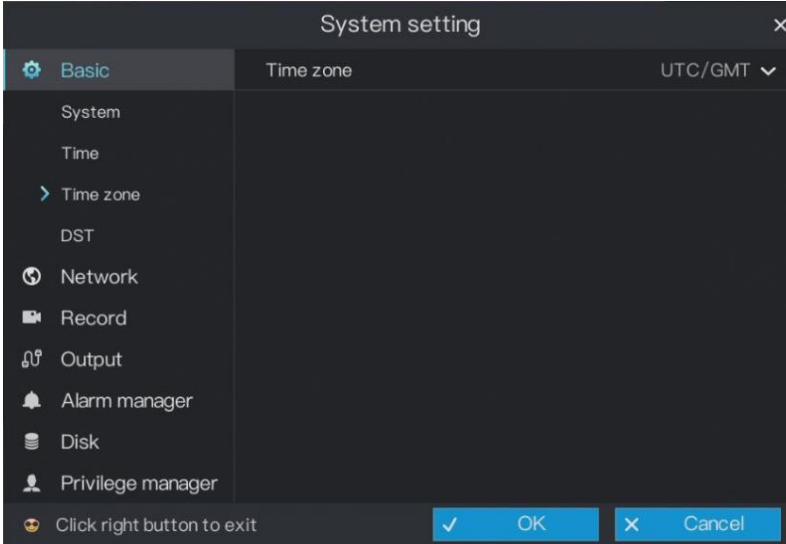 System setting
Basic
Time zone UTC/GMT
System
Time
Time zone
DST
Network
Record
Output
Alarm manager
Disk
Privilege manager
Click right button to exit OK Cancel